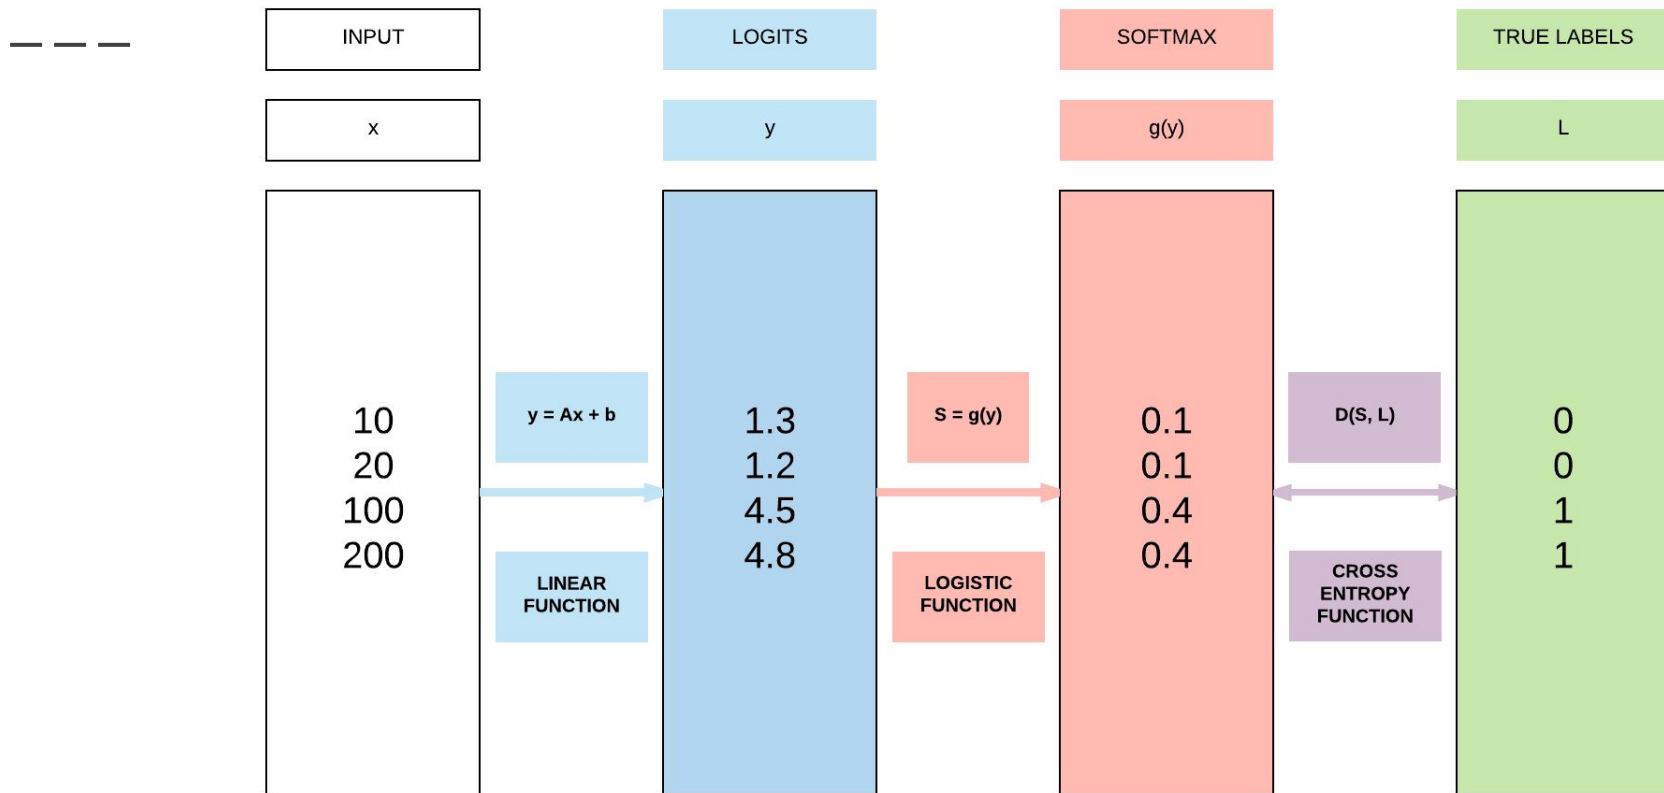 INPUT
LOGITS
SOFTMAX
TRUE LABELS
x
y
g(y)
L
10
20
100
200
y = Ax + b
LINEAR
FUNCTION
1.3
1.2
4.5
4.8
S = g(y)
LOGISTIC
FUNCTION
0.1
0.1
0.4
0.4
D(S, L)
CROSS
ENTROPY
FUNCTION
0
0
1
1